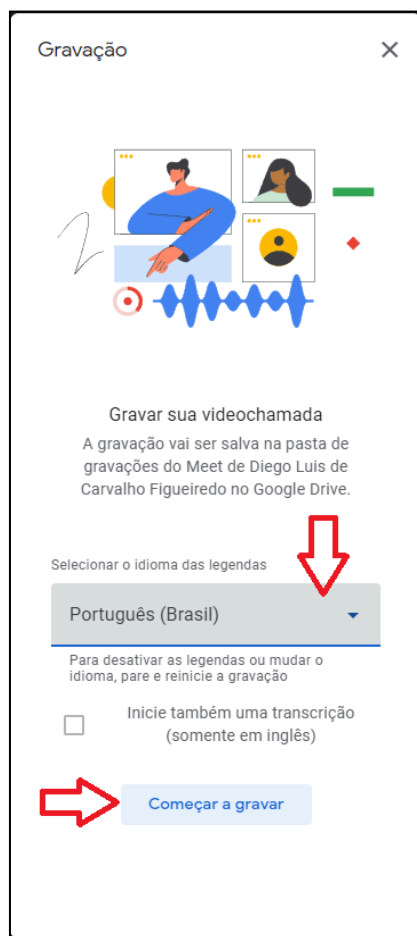 Gravação
Gravar sua videochamada
A gravação vai ser salva na pasta de
gravações do Meet de Diego Luis de
Carvalho Figueiredo no Google Drive.
Selecionar o idioma das legendas
Português (Brasil)
Para desativar as legendas ou mudar o
idioma, pare e reinicie a gravação
Inicie também uma transcrição
(somente em inglês)
Começar a gravar